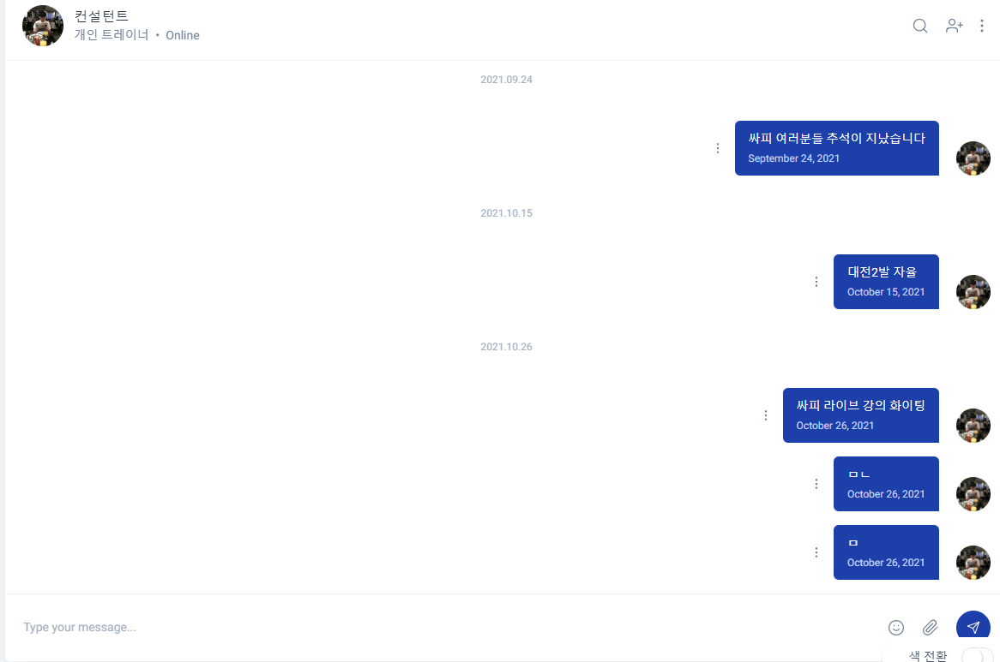 컨설턴트
개인 트레이너 • Online
2021.09.24
싸피 여러분들 추석이 지났습니다
September 24, 2021
2021.10.15
대전2발 자율
October 15, 2021
2021.10.26
싸피 라이브 강의 화이팅
October 26, 2021
ㅁㄴ
October 26, 2021
ㅁ
October 26, 2021
Type your message...
색 전환